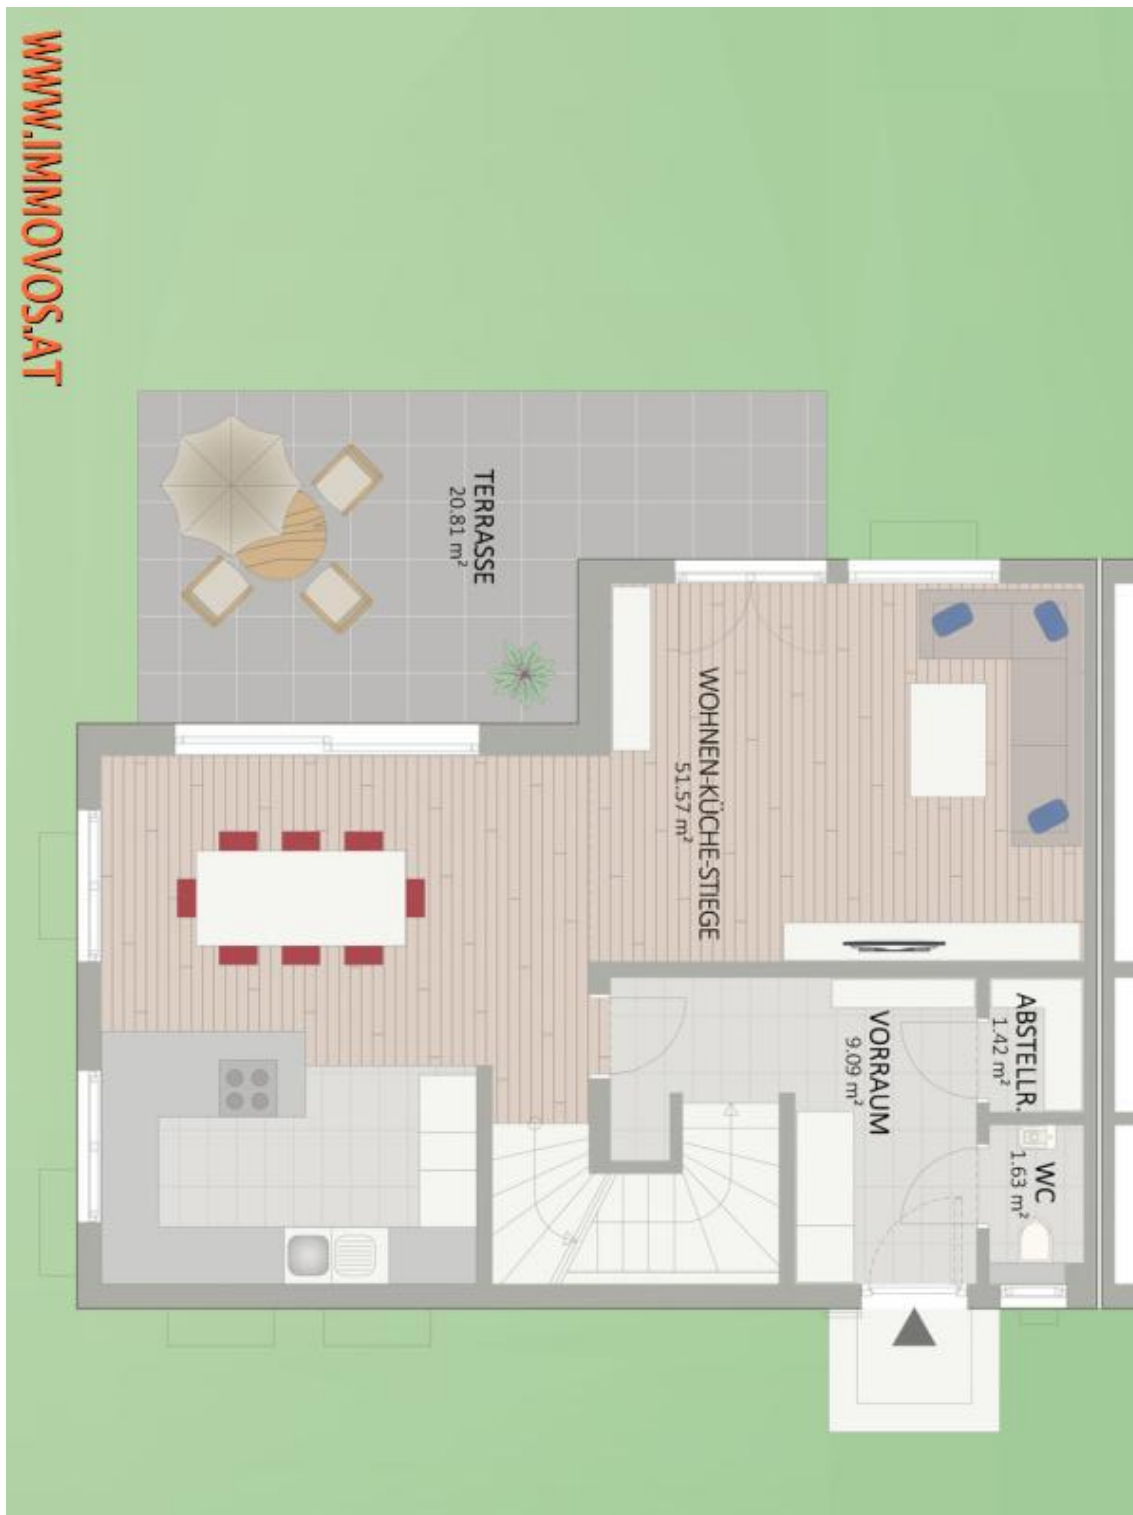 WWW.IMMOVOS.AT
TERRASSE
20.81 m²
WOHNEN-KÜCHE-STIEGE
51.57 m²
ABSTELLR.
1.42 m²
VORRAUM
9.09 m²
WC
1.63 m²